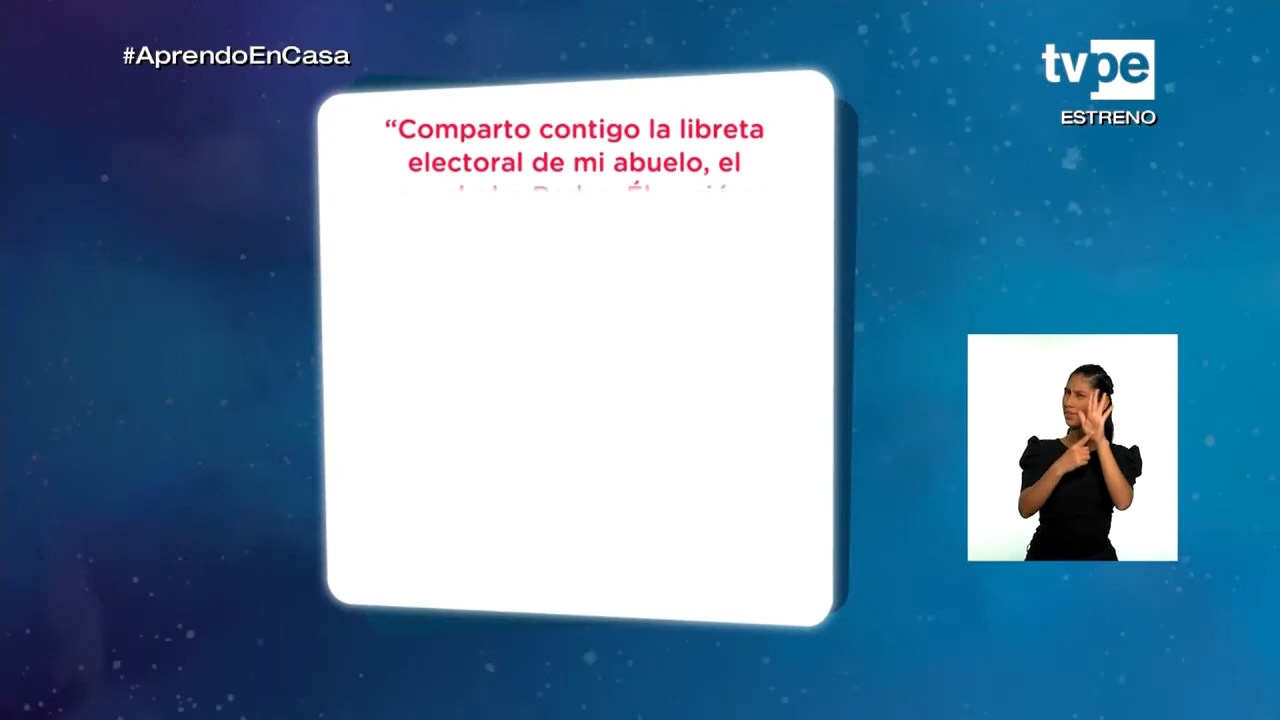 #AprendoEnCasa
tvpe
ESTRENO
“Comparto contigo la libreta
electoral de mi abuelo, el